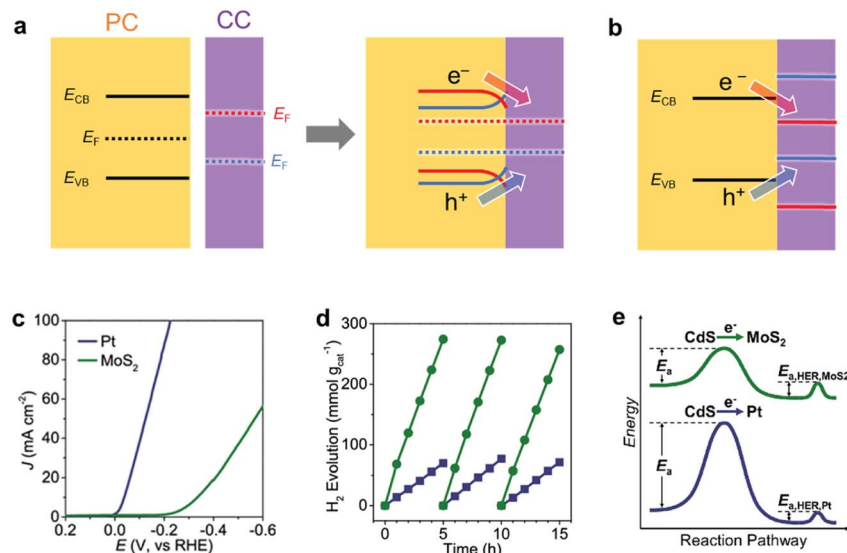 a
PC
CC
E_CB
E_F
E_VB
E_F
E_F
e⁻
h⁺
b
E_CB
E_VB
e⁻
h⁺
c
J (mA cm⁻²)
100
80
60
40
20
0
Pt
MoS₂
0.2
0.0
-0.2
-0.4
-0.6
E (V, vs RHE)
d
H₂ Evolution (mmol g_cat⁻¹)
300
200
100
0
0
5
10
15
Time (h)
e
Energy
CdS e⁻ MoS₂
E_a
E_a,HER,MoS2
CdS e⁻ Pt
E_a
E_a,HER,Pt
Reaction Pathway